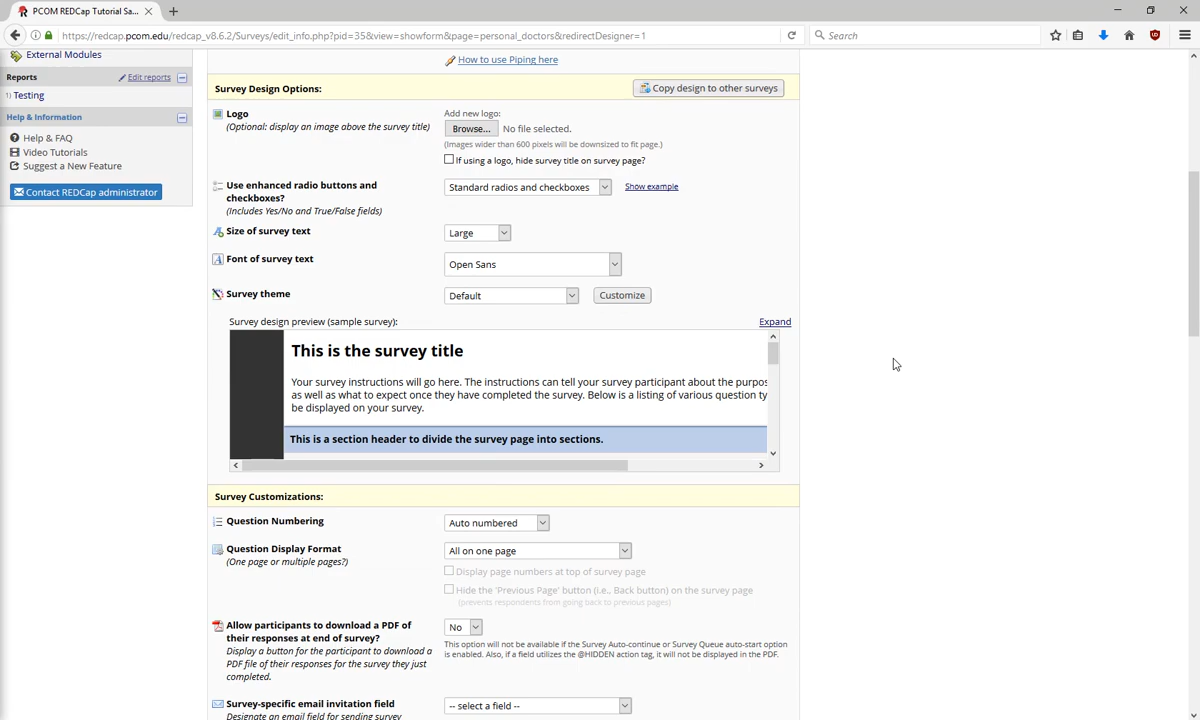 PCOM REDCap Tutorial Sa...
https://redcap.pcom.edu/redcap_v8.6.2/Surveys/edit_info.php?pid=35&view=showform&page=personal_doctors&redirectDesigner=1
Search
External Modules
Reports
Edit reports
1) Testing
Help & Information
Help & FAQ
Video Tutorials
Suggest a New Feature
Contact REDCap administrator
How to use Piping here
Survey Design Options:
Copy design to other surveys
Logo
(Optional: display an image above the survey title)
Add new logo:
Browse... No file selected.
(Images wider than 600 pixels will be downsized to fit page.)
If using a logo, hide survey title on survey page?
Use enhanced radio buttons and
checkboxes?
(Includes Yes/No and True/False fields)
Standard radios and checkboxes
Show example
Size of survey text
Large
Font of survey text
Open Sans
Survey theme
Default
Customize
Survey design preview (sample survey):
Expand
This is the survey title
Your survey instructions will go here. The instructions can tell your survey participant about the purpos
as well as what to expect once they have completed the survey. Below is a listing of various question ty
be displayed on your survey.
This is a section header to divide the survey page into sections.
Survey Customizations:
Question Numbering
Auto numbered
Question Display Format
(One page or multiple pages?)
All on one page
Display page numbers at top of survey page
Hide the 'Previous Page' button (i.e., Back button) on the survey page
(prevents respondents from going back to previous pages)
Allow participants to download a PDF of
their responses at end of survey?
Display a button for the participant to download a
PDF file of their responses for the survey they just
completed.
No
This option will not be available if the Survey Auto-continue or Survey Queue auto-start option
is enabled. Also, if a field utilizes the @HIDDEN action tag, it will not be displayed in the PDF.
Survey-specific email invitation field
Designate an email field for sending survey
-- select a field --